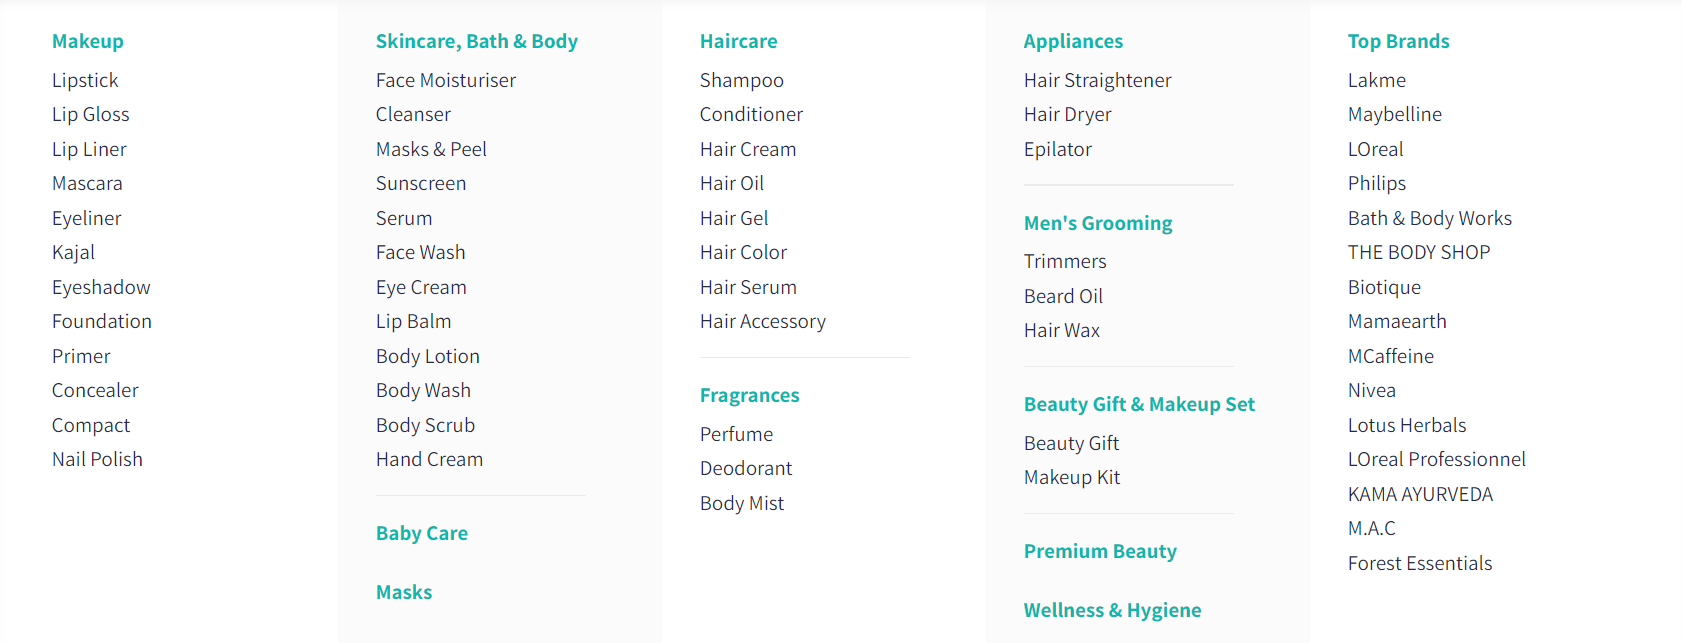 Makeup
Lipstick
Lip Gloss
Lip Liner
Mascara
Eyeliner
Kajal
Eyeshadow
Foundation
Primer
Concealer
Compact
Nail Polish
Skincare, Bath & Body
Face Moisturiser
Cleanser
Masks & Peel
Sunscreen
Serum
Face Wash
Eye Cream
Lip Balm
Body Lotion
Body Wash
Body Scrub
Hand Cream
Baby Care
Masks
Haircare
Shampoo
Conditioner
Hair Cream
Hair Oil
Hair Gel
Hair Color
Hair Serum
Hair Accessory
Fragrances
Perfume
Deodorant
Body Mist
Appliances
Hair Straightener
Hair Dryer
Epilator
Men's Grooming
Trimmers
Beard Oil
Hair Wax
Beauty Gift & Makeup Set
Beauty Gift
Makeup Kit
Premium Beauty
Wellness & Hygiene
Top Brands
Lakme
Maybelline
LOreal
Philips
Bath & Body Works
THE BODY SHOP
Biotique
Mamaearth
MCaffeine
Nivea
Lotus Herbals
LOreal Professionnel
KAMA AYURVEDA
M.A.C
Forest Essentials